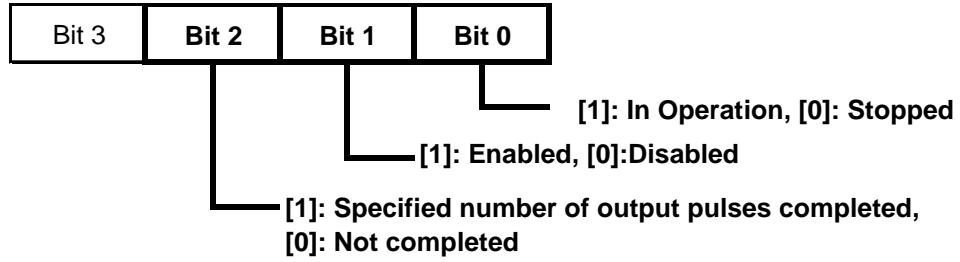 Bit 3 Bit 2 Bit 1 Bit 0
[1]: In Operation, [0]: Stopped
[1]: Enabled, [0]:Disabled
[1]: Specified number of output pulses completed,
[0]: Not completed